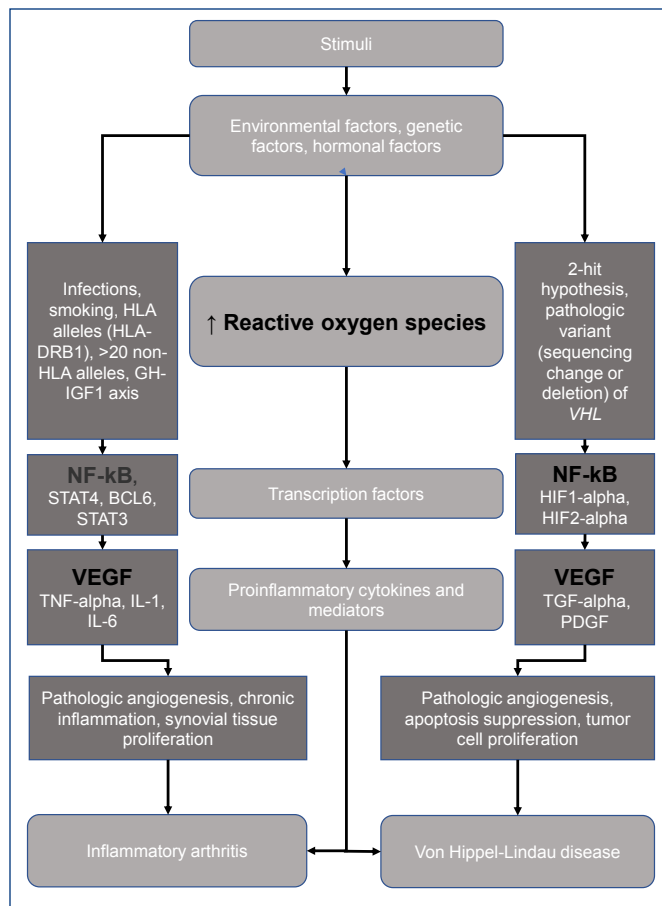 Stimuli
Environmental factors, genetic
factors, hormonal factors
Infections,
smoking, HLA
alleles (HLA-
DRB1), >20 non-
HLA alleles, GH-
IGF1 axis
↑ Reactive oxygen species
2-hit
hypothesis,
pathologic
variant
(sequencing
change or
deletion) of
VHL
NF-kB,
STAT4, BCL6,
STAT3
Transcription factors
NF-kB
HIF1-alpha,
HIF2-alpha
VEGF
TNF-alpha, IL-1,
IL-6
Proinflammatory cytokines and
mediators
VEGF
TGF-alpha,
PDGF
Pathologic angiogenesis, chronic
inflammation, synovial tissue
proliferation
Pathologic angiogenesis,
apoptosis suppression, tumor
cell proliferation
Inflammatory arthritis
Von Hippel-Lindau disease